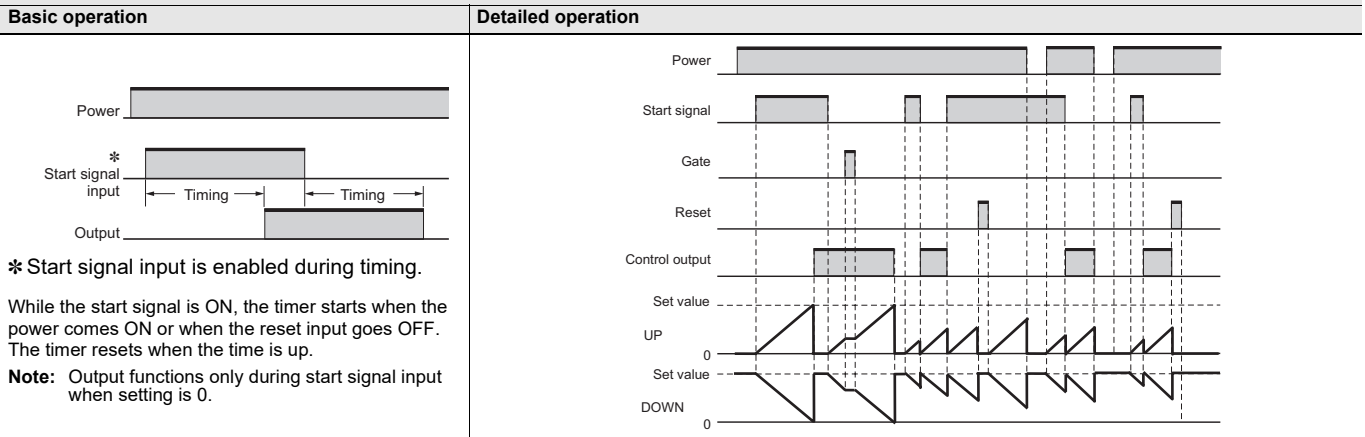 Basic operation
Detailed operation
Power
✻
Start signal
input
Timing
Timing
Output
✻ Start signal input is enabled during timing.
While the start signal is ON, the timer starts when the
power comes ON or when the reset input goes OFF.
The timer resets when the time is up.
Note: Output functions only during start signal input
when setting is 0.
Power
Start signal
Gate
Reset
Control output
Set value
UP
0
Set value
DOWN
0